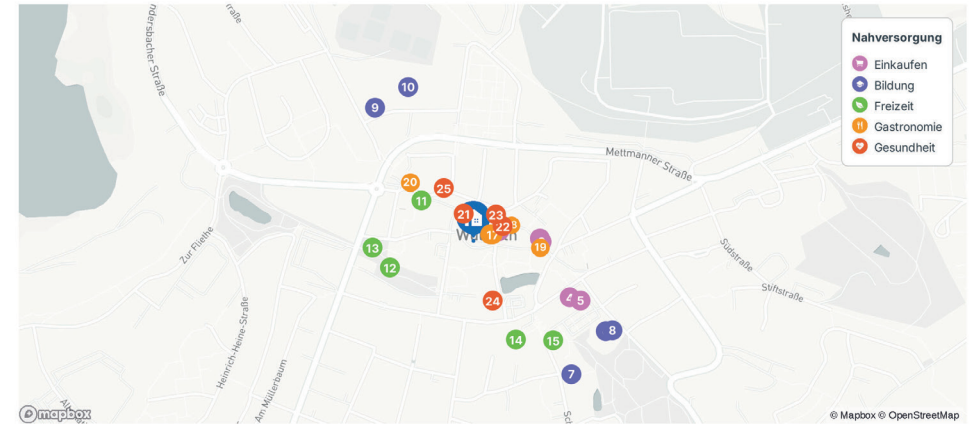 Nahversorgung
Einkaufen
Bildung
Freizeit
Gastronomie
Gesundheit
Mettmanner Straße
Zur Fliethe
Heinrich-Heine-Straße
Am Müllerbaum
Südstraße
Stiftstraße
10
9
20
25
11
21
23
22
17
19
13
12
24
5
14
15
8
7
mapbox
© Mapbox © OpenStreetMap